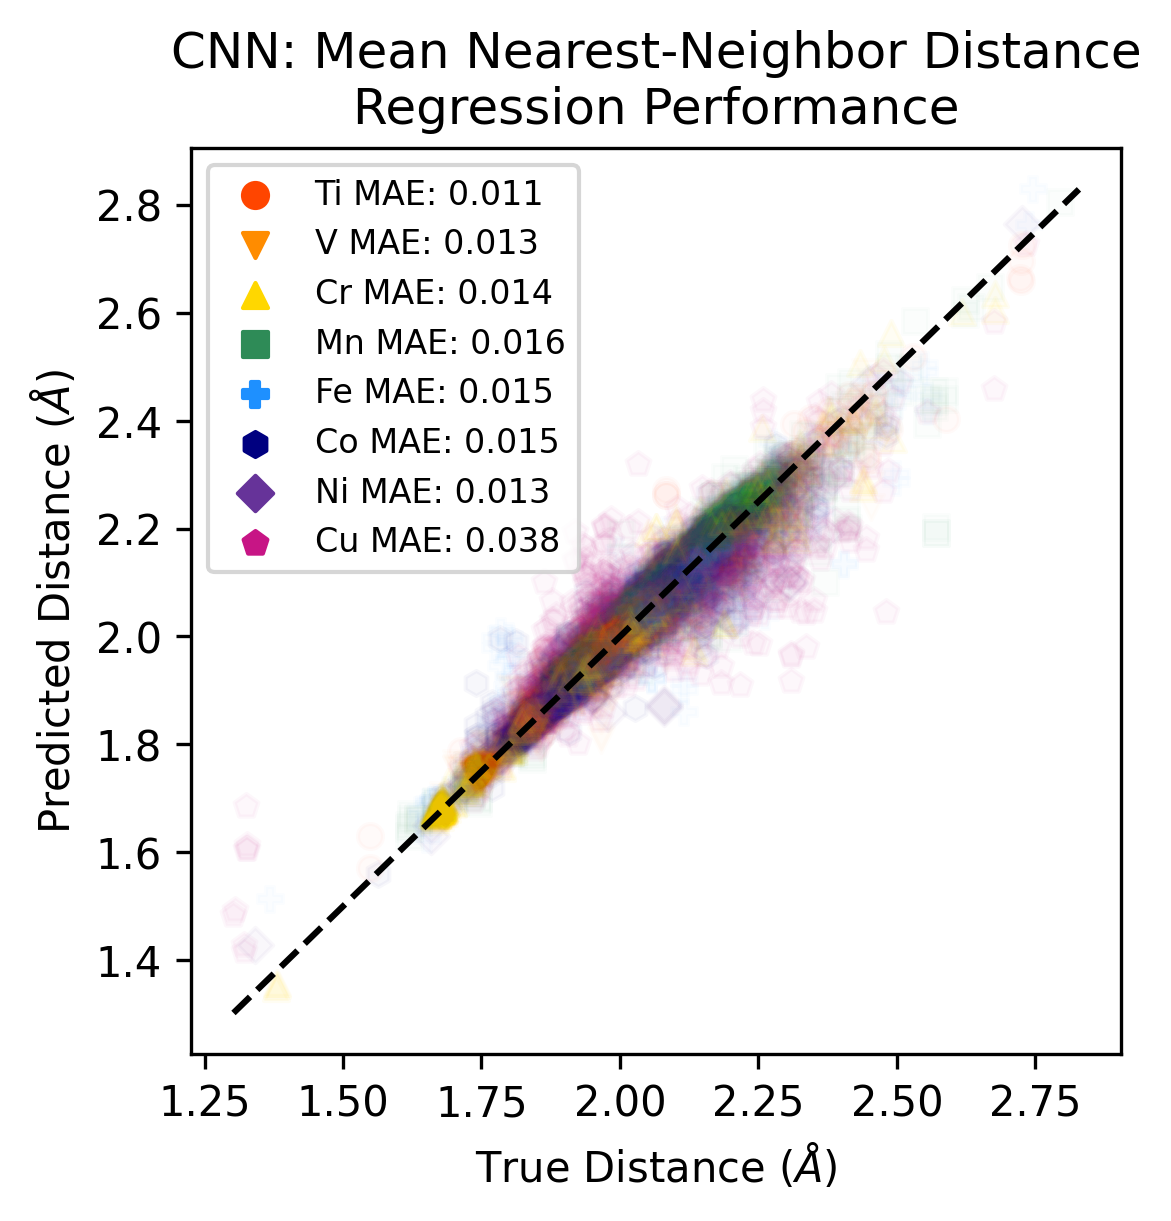 CNN: Mean Nearest-Neighbor Distance
Regression Performance
Ti MAE: 0.011
V MAE: 0.013
Cr MAE: 0.014
Mn MAE: 0.016
Fe MAE: 0.015
Co MAE: 0.015
Ni MAE: 0.013
Cu MAE: 0.038
Predicted Distance (Å)
2.8
2.6
2.4
2.2
2.0
1.8
1.6
1.4
1.25 1.50 1.75 2.00 2.25 2.50 2.75
True Distance (Å)